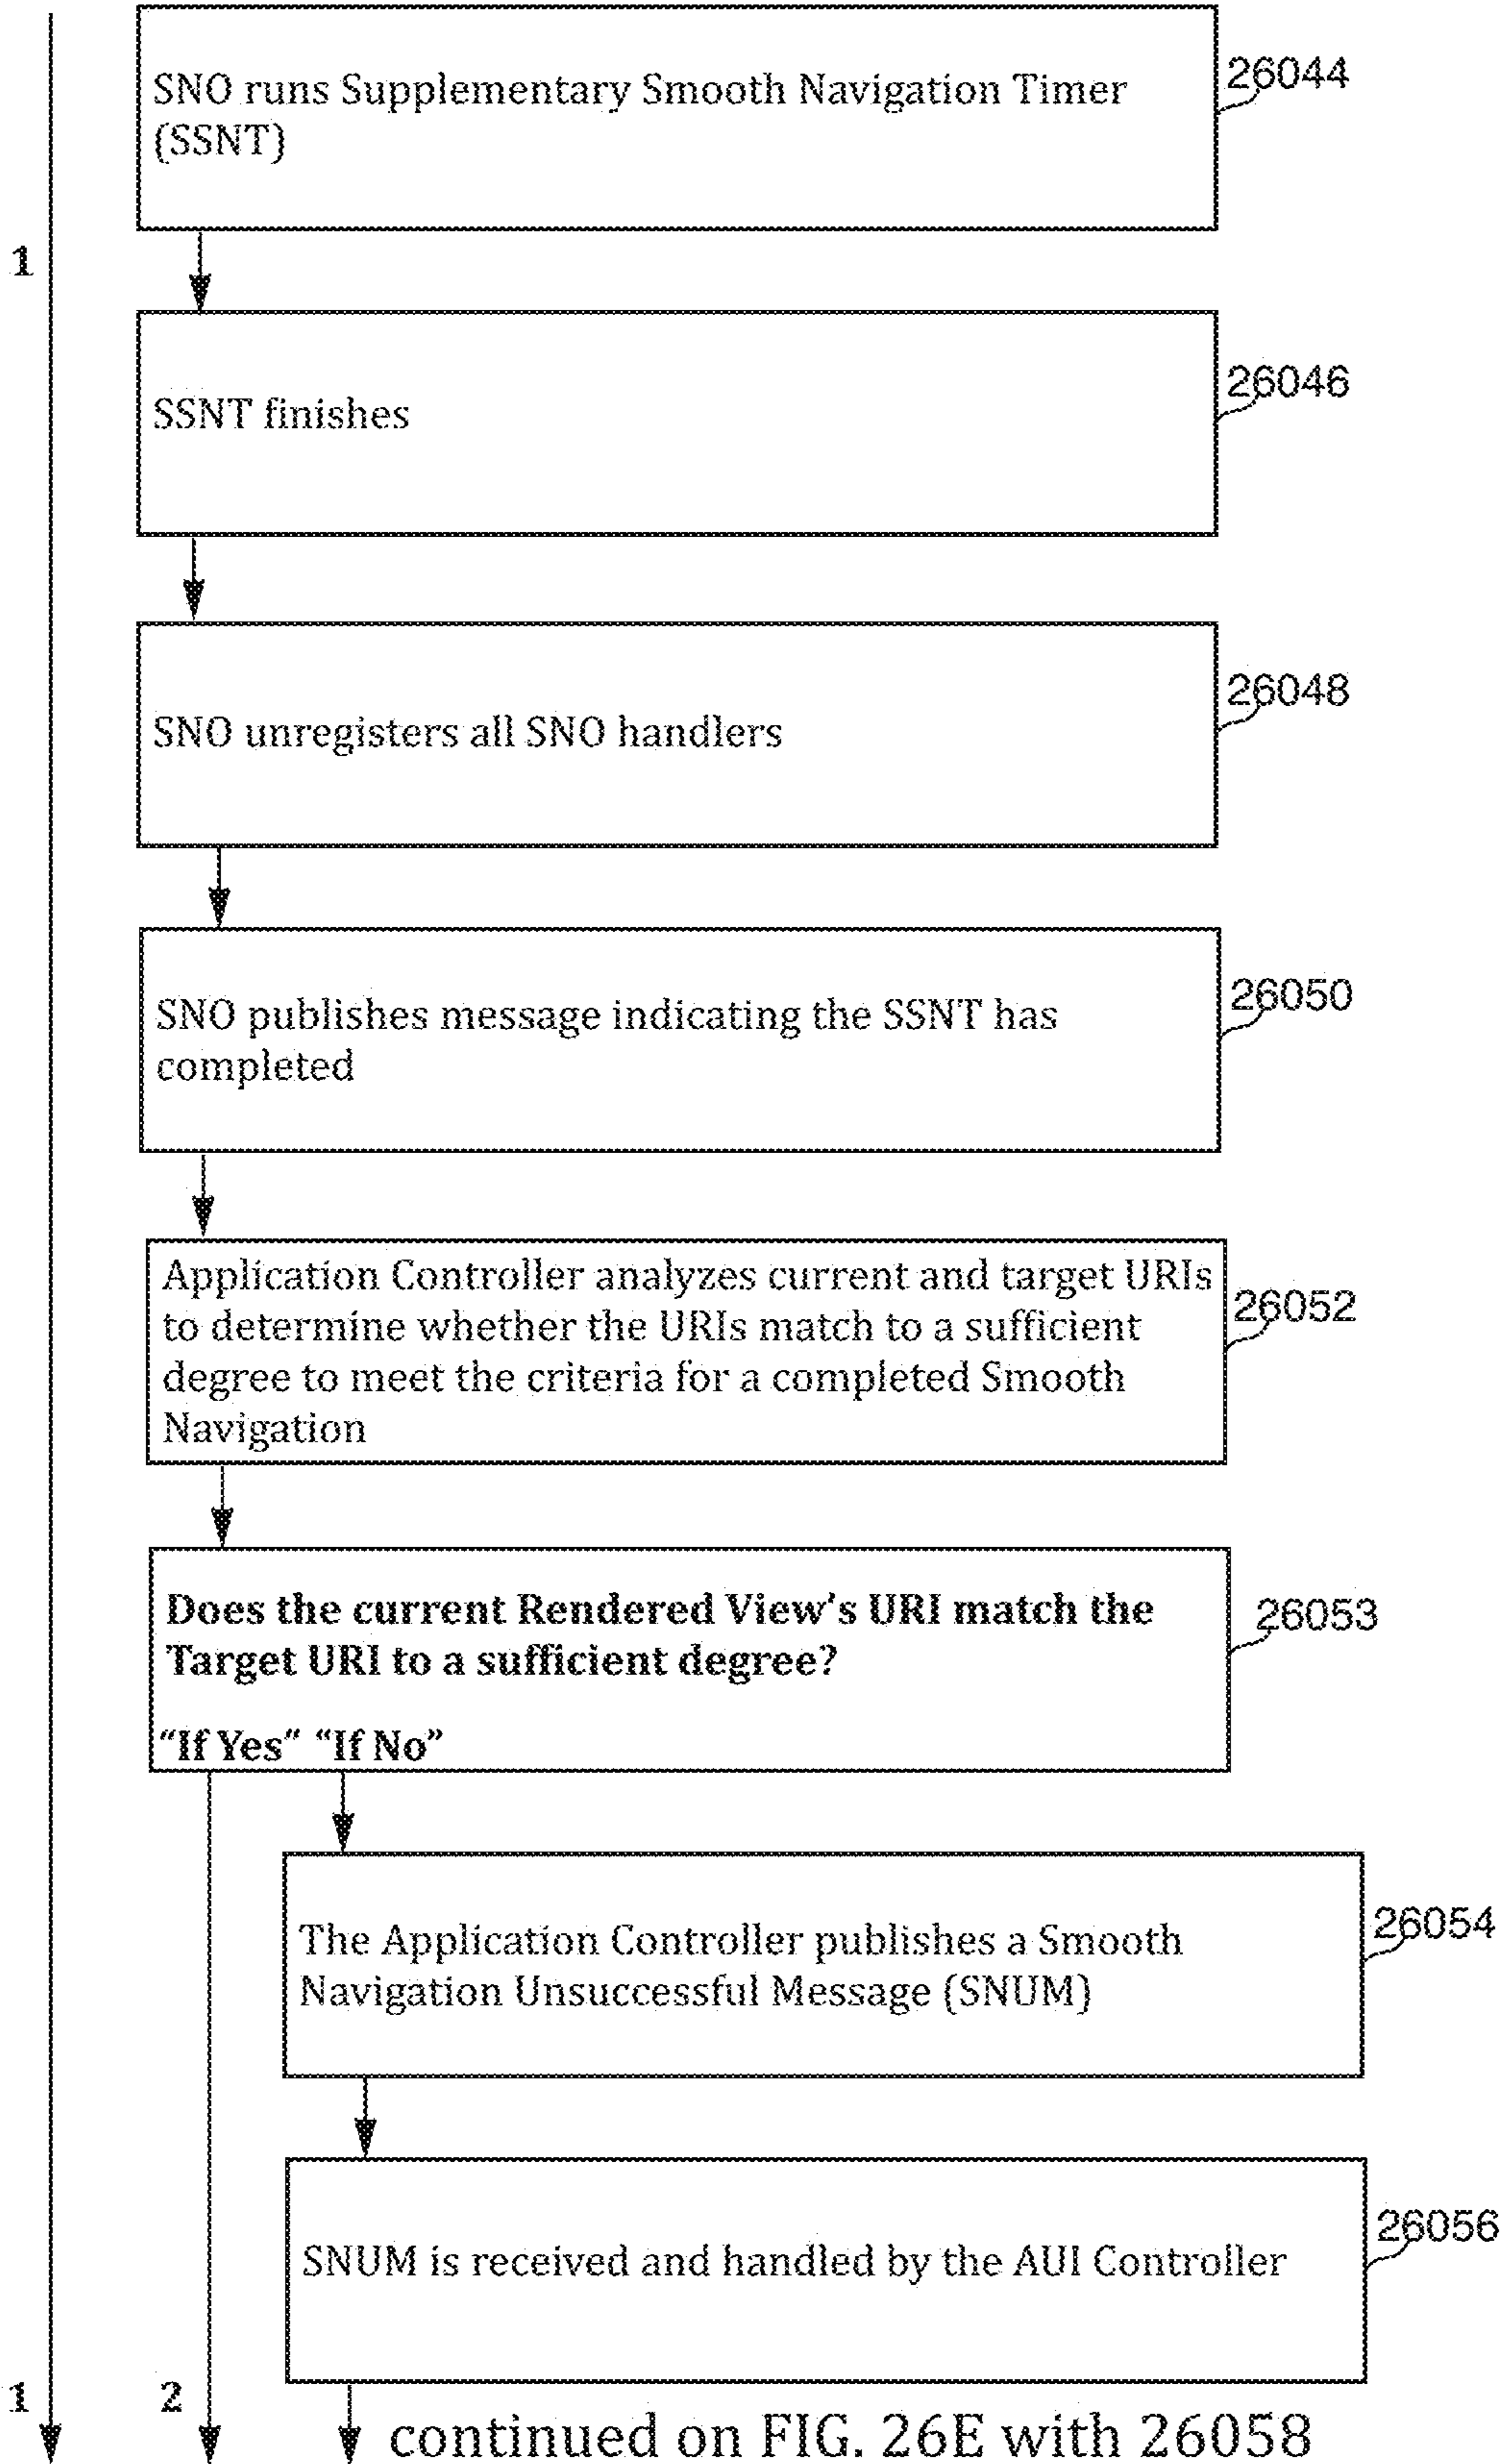 SNO runs Supplementary Smooth Navigation Timer
(SSNT)
26044
1
SSNT finishes
26046
SNO unregisters all SNO handlers
26048
SNO publishes message indicating the SSNT has
completed
26050
Application Controller analyzes current and target URIs
to determine whether the URIs match to a sufficient
degree to meet the criteria for a completed Smooth
Navigation
26052
Does the current Rendered View's URI match the
Target URI to a sufficient degree?
26053
“If Yes” “If No”
The Application Controller publishes a Smooth
Navigation Unsuccessful Message (SNUM)
26054
SNUM is received and handled by the AUI Controller
26056
1
2
continued on FIG. 26E with 26058